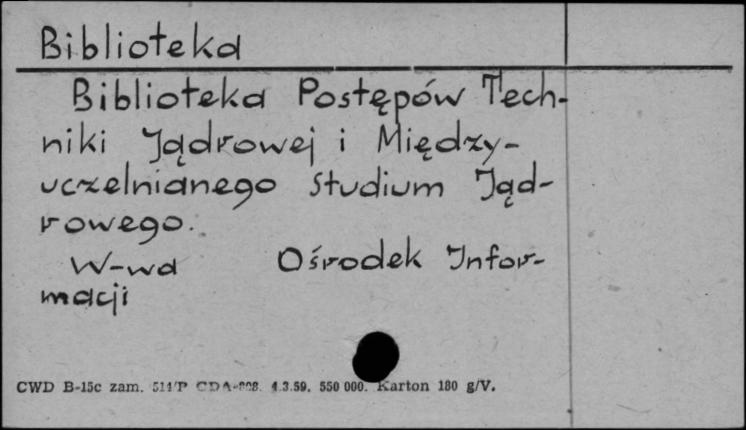 Biblioteka
Biblioteka Postępów Tech-
niki Jądrowej i Między-
uczelnianego Studium Jąd-
rowego.
W-wa Ośrodek Infor-
macji
CWD B-15c zam. 4.3.59. 550 000. Karton 180 g/V.